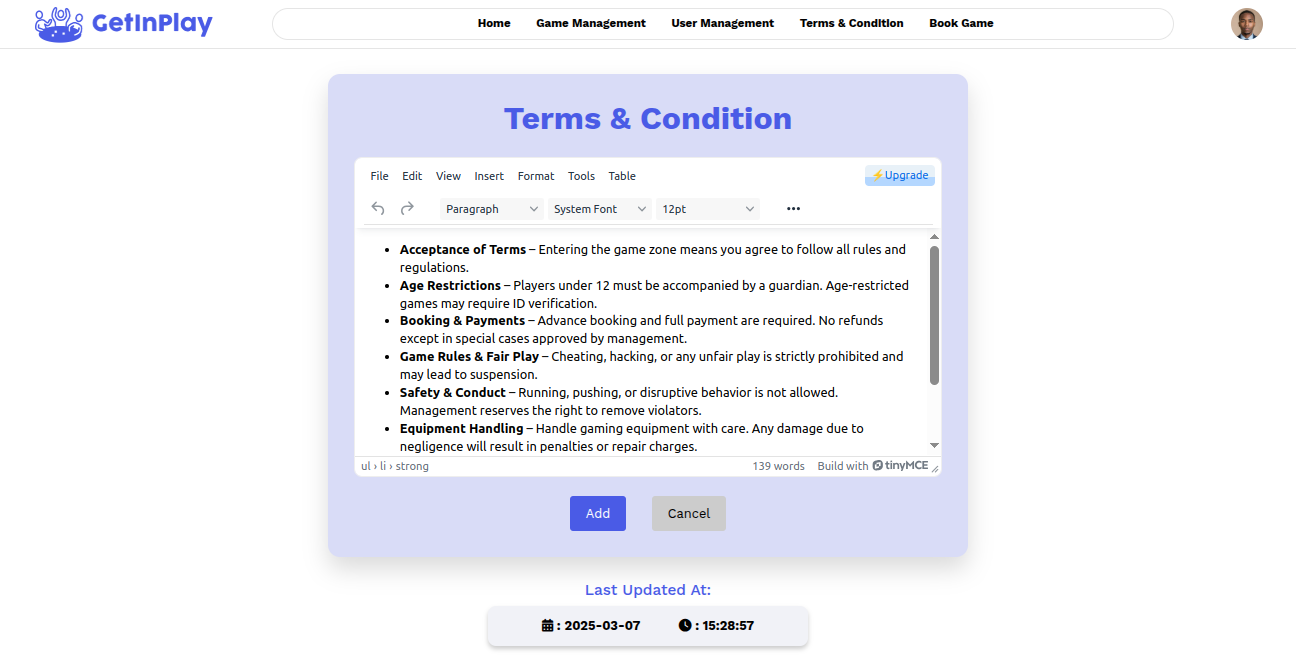 GetInPlay
Home Game Management User Management Terms & Condition Book Game
Terms & Condition
File Edit View Insert Format Tools Table ⚡Upgrade
Paragraph System Font 12pt
• Acceptance of Terms – Entering the game zone means you agree to follow all rules and
regulations.
• Age Restrictions – Players under 12 must be accompanied by a guardian. Age-restricted
games may require ID verification.
• Booking & Payments – Advance booking and full payment are required. No refunds
except in special cases approved by management.
• Game Rules & Fair Play – Cheating, hacking, or any unfair play is strictly prohibited and
may lead to suspension.
• Safety & Conduct – Running, pushing, or disruptive behavior is not allowed.
Management reserves the right to remove violators.
• Equipment Handling – Handle gaming equipment with care. Any damage due to
negligence will result in penalties or repair charges.
ul › li › strong 139 words Build with tinyMCE
Add Cancel
Last Updated At:
: 2025-03-07 : 15:28:57